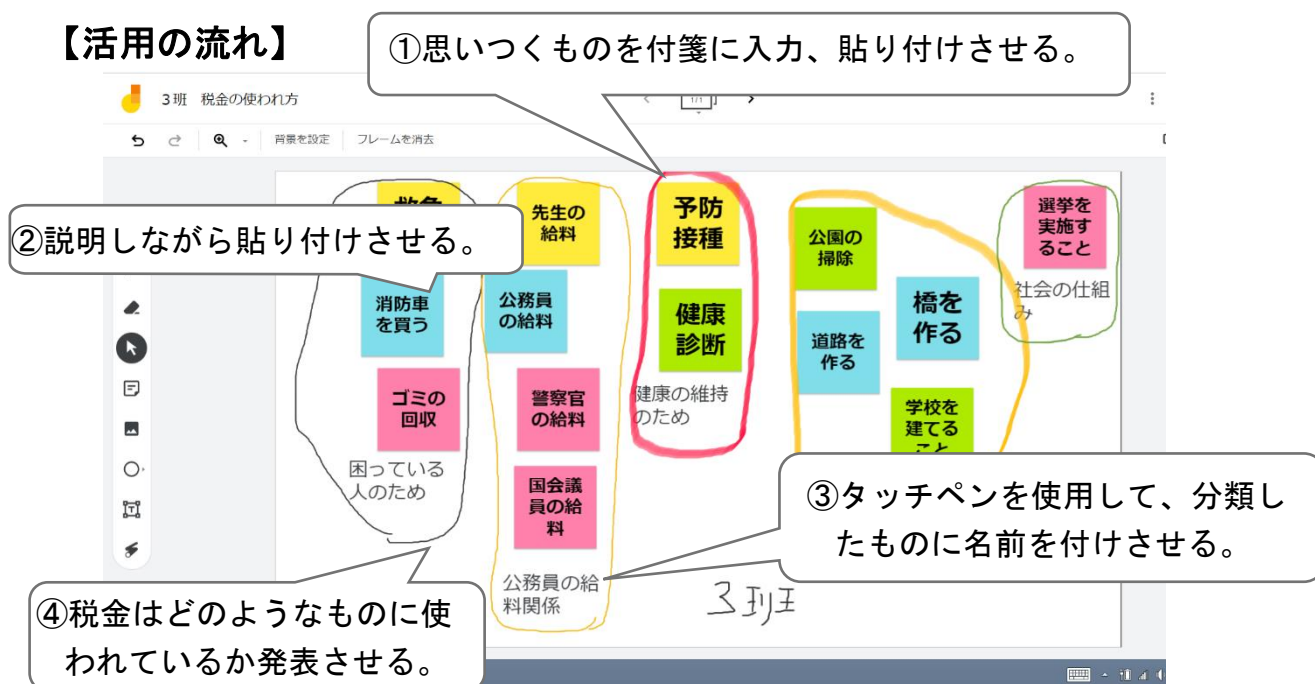 【活用の流れ】
①思いつくものを付箋に入力、貼り付けさせる。
3班 税金の使われ方
1/1
背景を設定
フレームを消去
②説明しながら貼り付けさせる。
消防車
を買う
ゴミの
回収
困っている
人のため
先生の
給料
公務員
の給料
警察官
の給料
国会議
員の給
料
公務員の給
料関係
予防
接種
健康
診断
健康の維持
のため
公園の
掃除
道路を
作る
橋を
作る
学校を
建てる
こと
選挙を
実施す
ること
社会の仕組
み
③タッチペンを使用して、分類し
たものに名前を付けさせる。
④税金はどのようなものに使
われているか発表させる。
3班